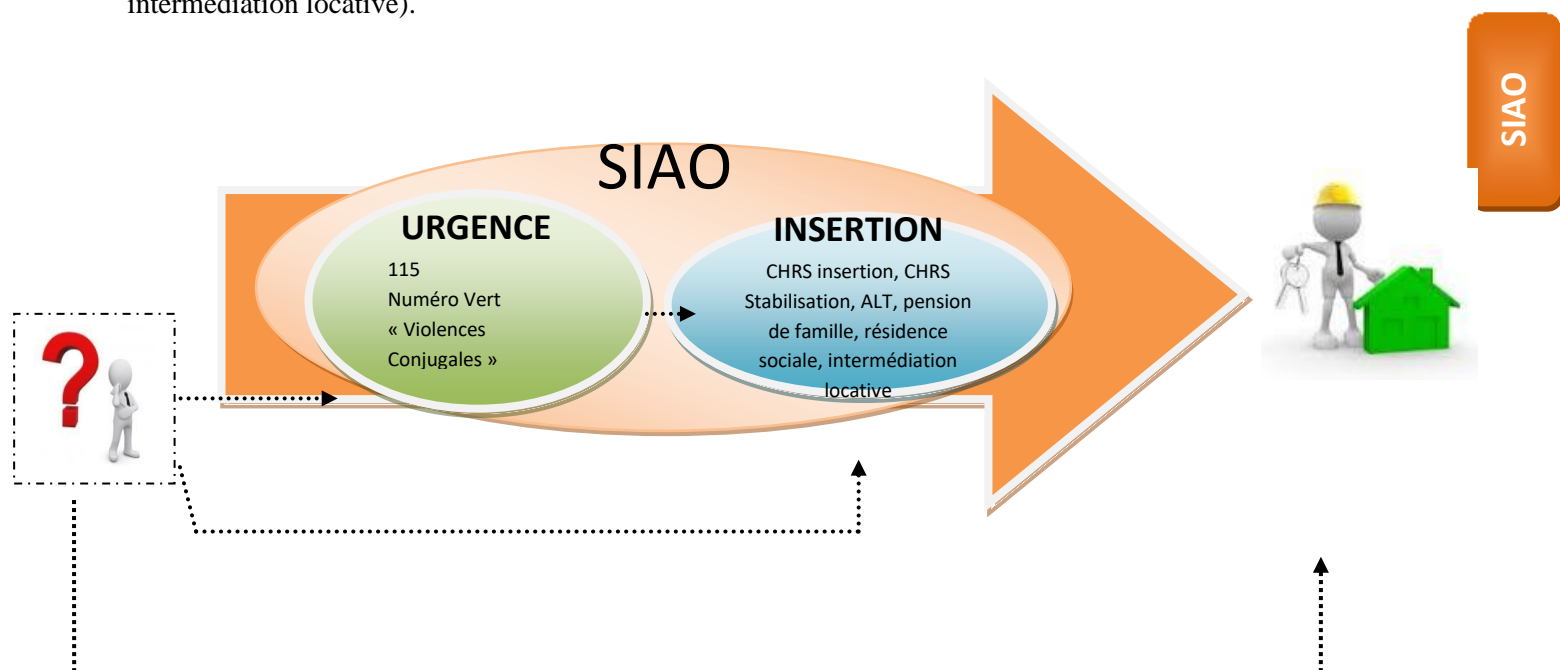 intermédiation locative).
SIAO
SIAO
URGENCE
115
Numéro Vert
« Violences
Conjugales »
INSERTION
CHRS insertion, CHRS
Stabilisation, ALT, pension
de famille, résidence
sociale, intermédiation
locative